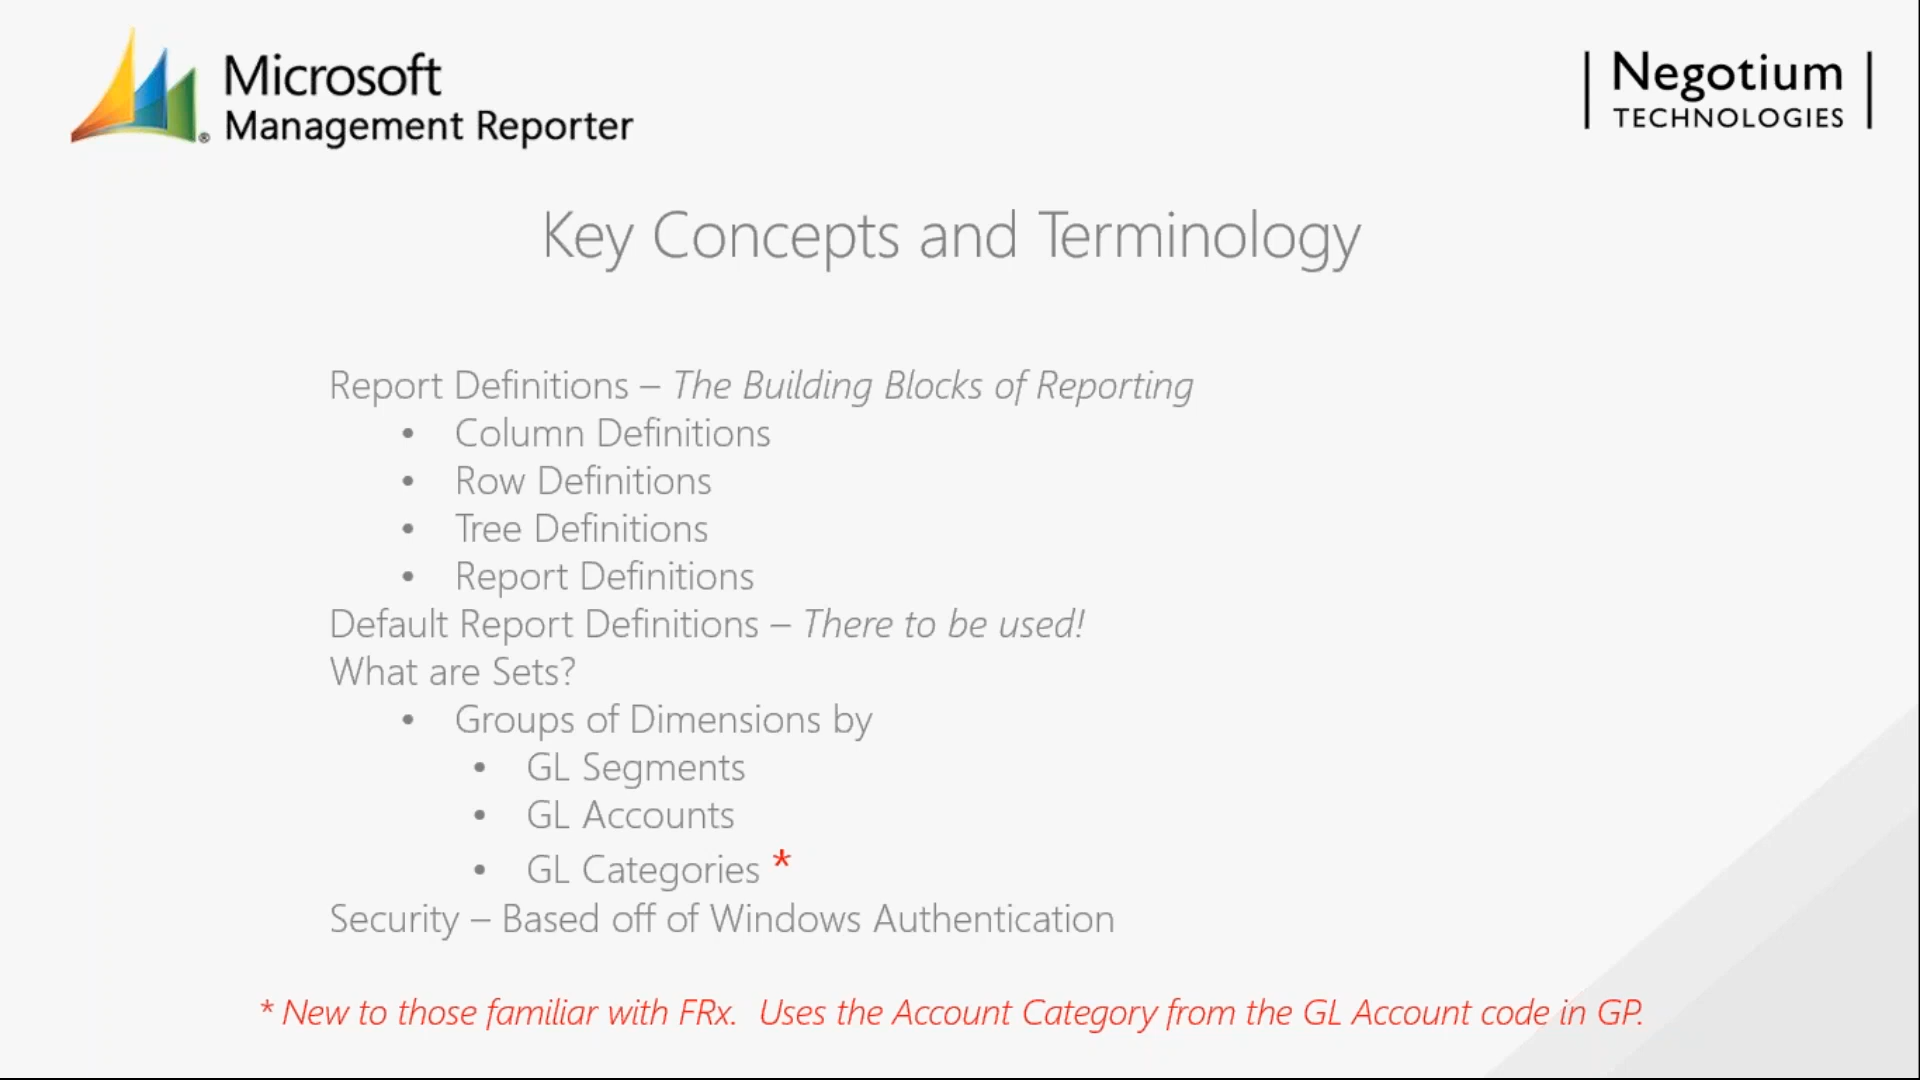 Microsoft
Management Reporter
Negotium
TECHNOLOGIES
Key Concepts and Terminology
Report Definitions – The Building Blocks of Reporting
• Column Definitions
• Row Definitions
• Tree Definitions
• Report Definitions
Default Report Definitions – There to be used!
What are Sets?
• Groups of Dimensions by
• GL Segments
• GL Accounts
• GL Categories *
Security – Based off of Windows Authentication
* New to those familiar with FRx. Uses the Account Category from the GL Account code in GP.